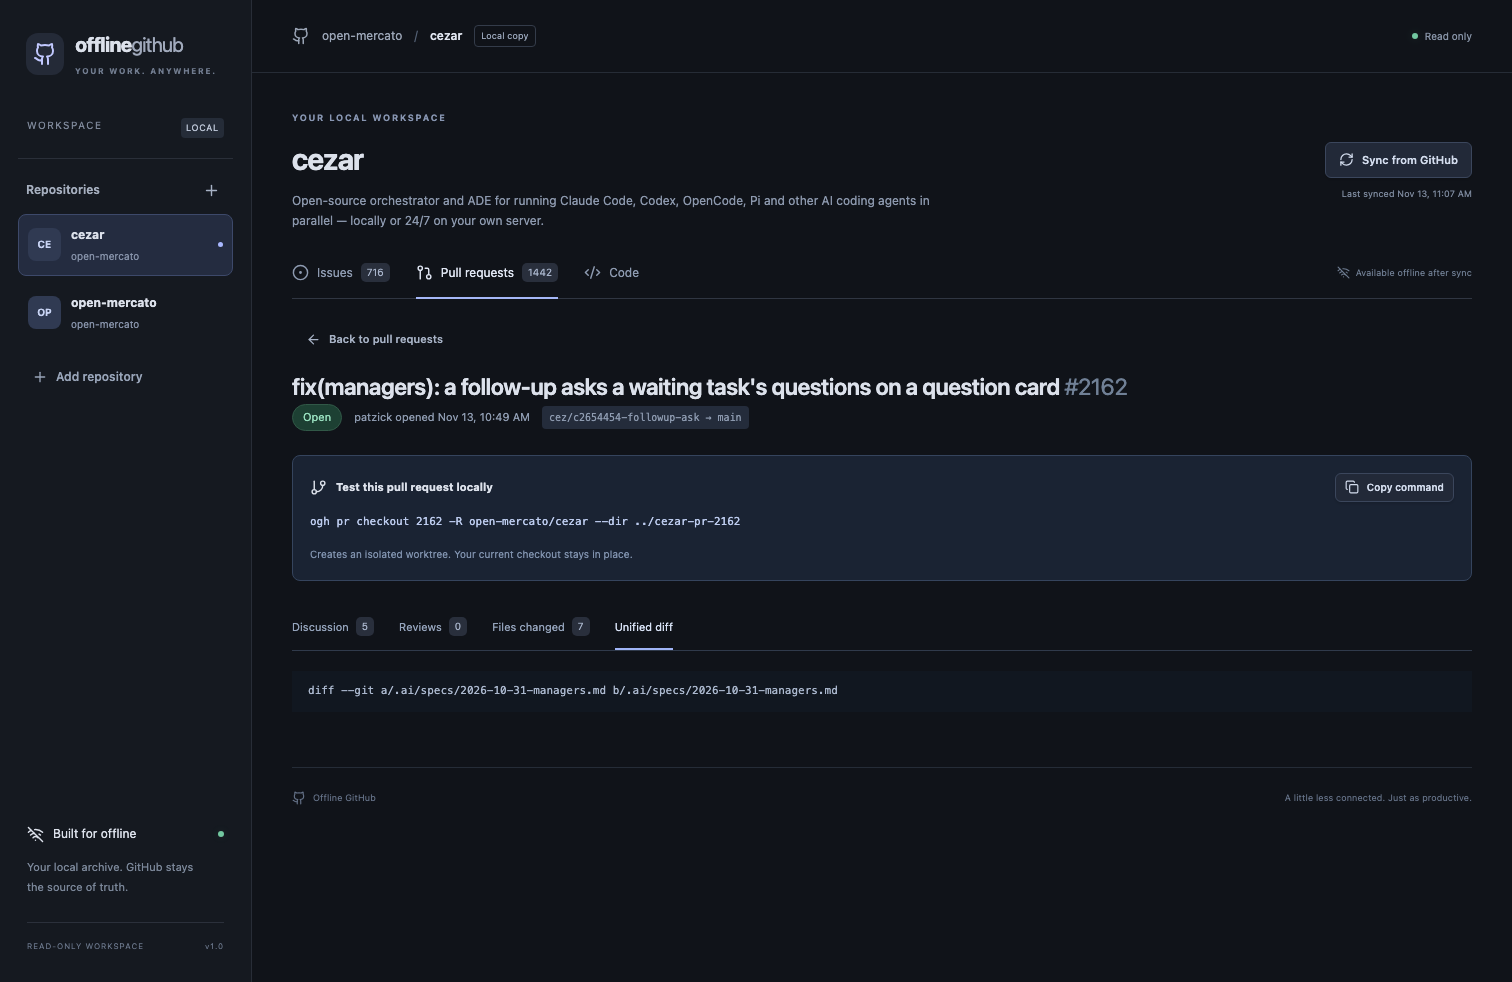 offlinegithub
YOUR WORK. ANYWHERE.
WORKSPACE
LOCAL
Repositories
CE
cezar
open-mercato
OP
open-mercato
open-mercato
Add repository
Built for offline
Your local archive. GitHub stays
the source of truth.
READ-ONLY WORKSPACE
v1.0
open-mercato / cezar
Local copy
Read only
YOUR LOCAL WORKSPACE
cezar
Open-source orchestrator and ADE for running Claude Code, Codex, OpenCode, Pi and other AI coding agents in
parallel — locally or 24/7 on your own server.
Sync from GitHub
Last synced Nov 13, 11:07 AM
Issues 716
Pull requests 1442
Code
Available offline after sync
Back to pull requests
fix(managers): a follow-up asks a waiting task's questions on a question card #2162
Open
patzick opened Nov 13, 10:49 AM
cez/c2654454-followup-ask → main
Test this pull request locally
Copy command
ogh pr checkout 2162 -R open-mercato/cezar --dir ../cezar-pr-2162
Creates an isolated worktree. Your current checkout stays in place.
Discussion 5
Reviews 0
Files changed 7
Unified diff
diff --git a/.ai/specs/2026-10-31-managers.md b/.ai/specs/2026-10-31-managers.md
Offline GitHub
A little less connected. Just as productive.